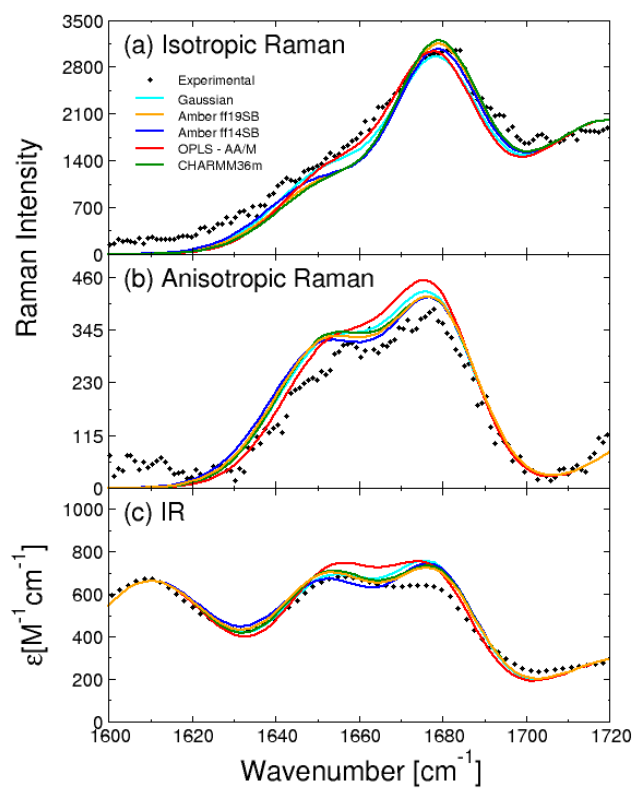 3500
2800
2100
1400
700
0
(a) Isotropic Raman
Experimental
Gaussian
Amber ff19SB
Amber ff14SB
OPLS - AA/M
CHARMM36m
Raman Intensity
460
345
230
115
0
(b) Anisotropic Raman
1000
800
600
400
200
0
(c) IR
ε[M⁻¹ cm⁻¹]
1600 1620 1640 1660 1680 1700 1720
Wavenumber [cm⁻¹]